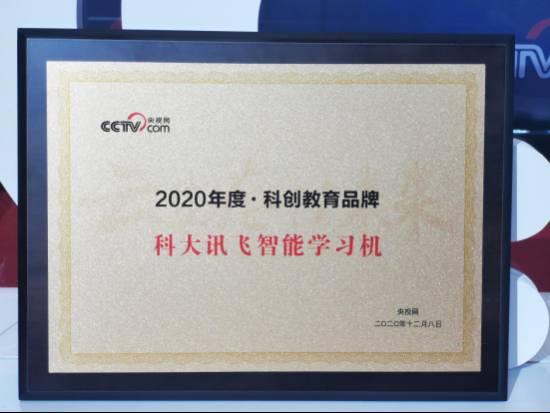 CCTV 央视网
com
2020年度·科创教育品牌
科大讯飞智能学习机
央视网
二〇二〇年十二月八日